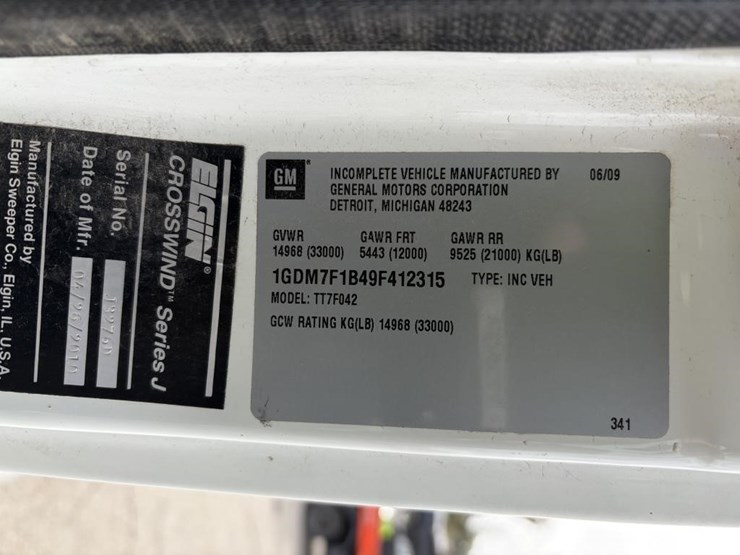 ELGIN®
CROSSWIND™ Series J
Serial No.
Date of Mfr.
Manufactured by
Elgin Sweeper Co., Elgin, IL, U.S.A.
GM®
INCOMPLETE VEHICLE MANUFACTURED BY 06/09
GENERAL MOTORS CORPORATION
DETROIT, MICHIGAN 48243
GVWR GAWR FRT GAWR RR
14968 (33000) 5443 (12000) 9525 (21000) KG(LB)
1GDM7F1B49F412315 TYPE: INC VEH
MODEL: TT7F042
GCW RATING KG(LB) 14968 (33000)
341